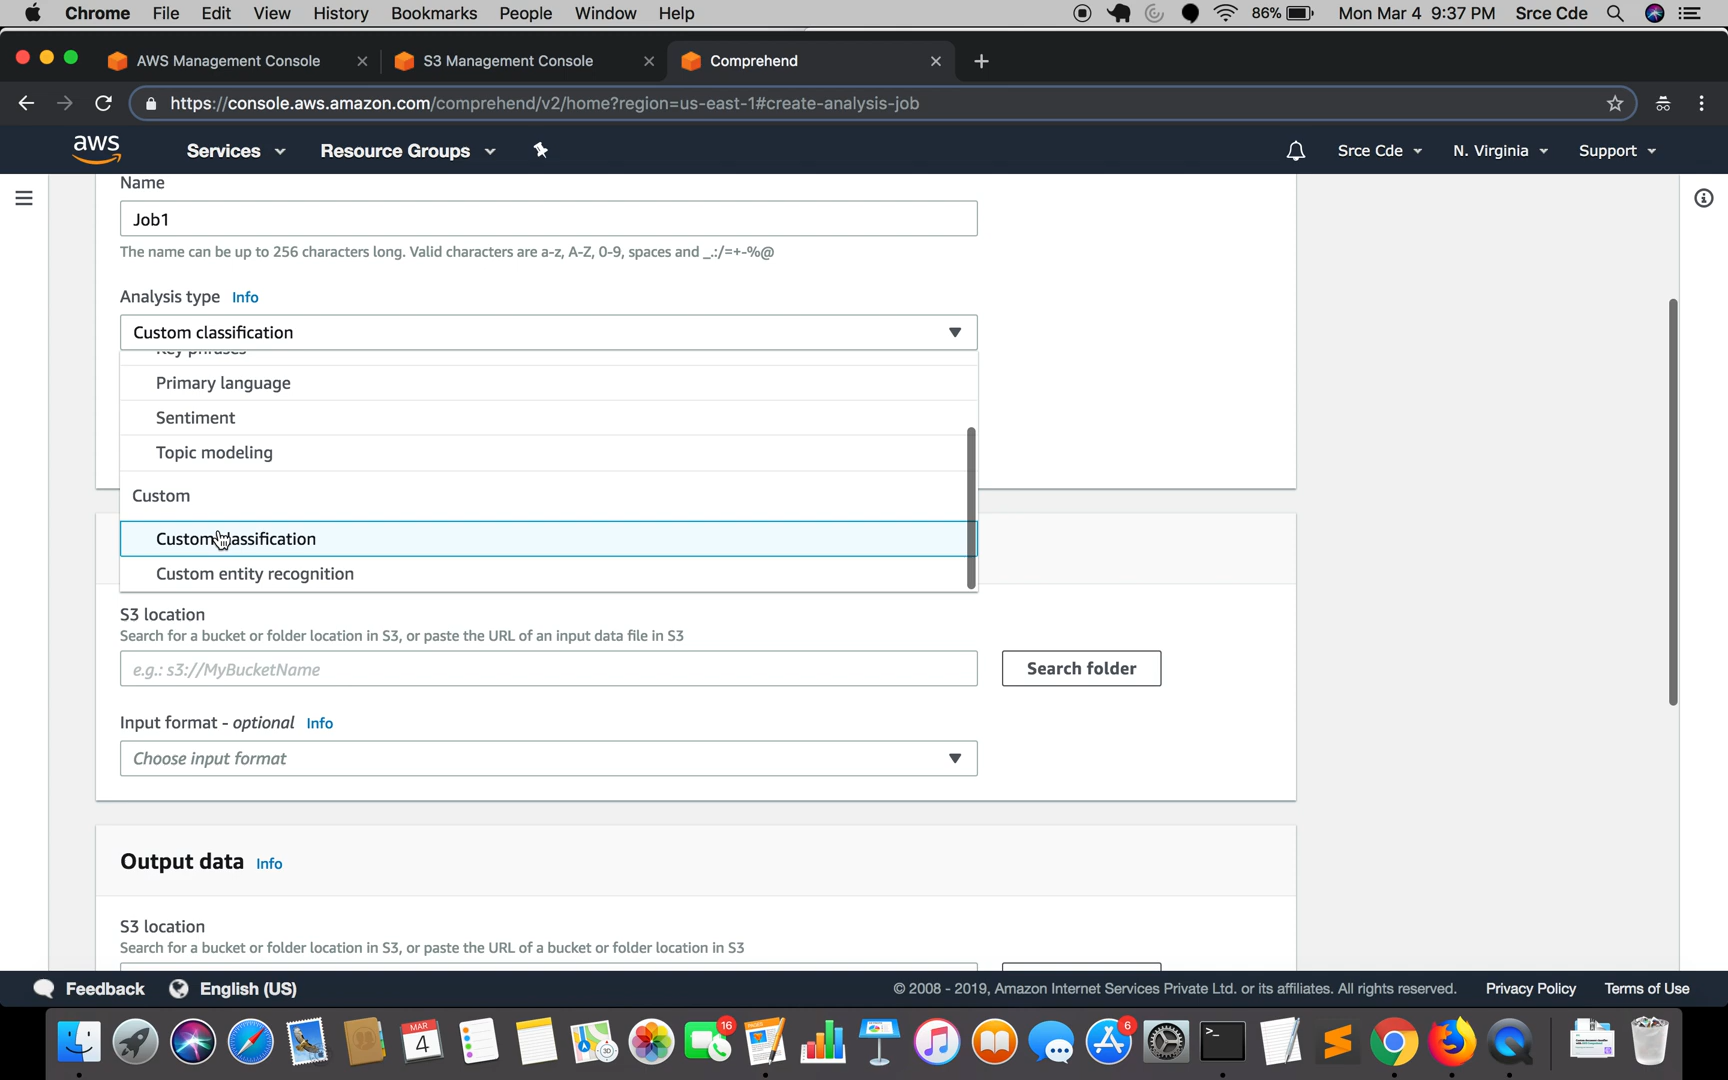 Chrome File Edit View History Bookmarks People Window Help 86% Mon Mar 4 9:37 PM Srce Cde
AWS Management Console S3 Management Console Comprehend
https://console.aws.amazon.com/comprehend/v2/home?region=us-east-1#create-analysis-job
aws Services Resource Groups Srce Cde N. Virginia Support
Name
Job1
The name can be up to 256 characters long. Valid characters are a-z, A-Z, 0-9, spaces and _.:/=+-%@
Analysis type Info
Custom classification
Key phrases
Primary language
Sentiment
Topic modeling
Custom
Custom classification
Custom entity recognition
S3 location
Search for a bucket or folder location in S3, or paste the URL of an input data file in S3
e.g.: s3://MyBucketName Search folder
Input format - optional Info
Choose input format
Output data Info
S3 location
Search for a bucket or folder location in S3, or paste the URL of a bucket or folder location in S3
Feedback English (US) © 2008 - 2019, Amazon Internet Services Private Ltd. or its affiliates. All rights reserved. Privacy Policy Terms of Use
MAR
4
16
6